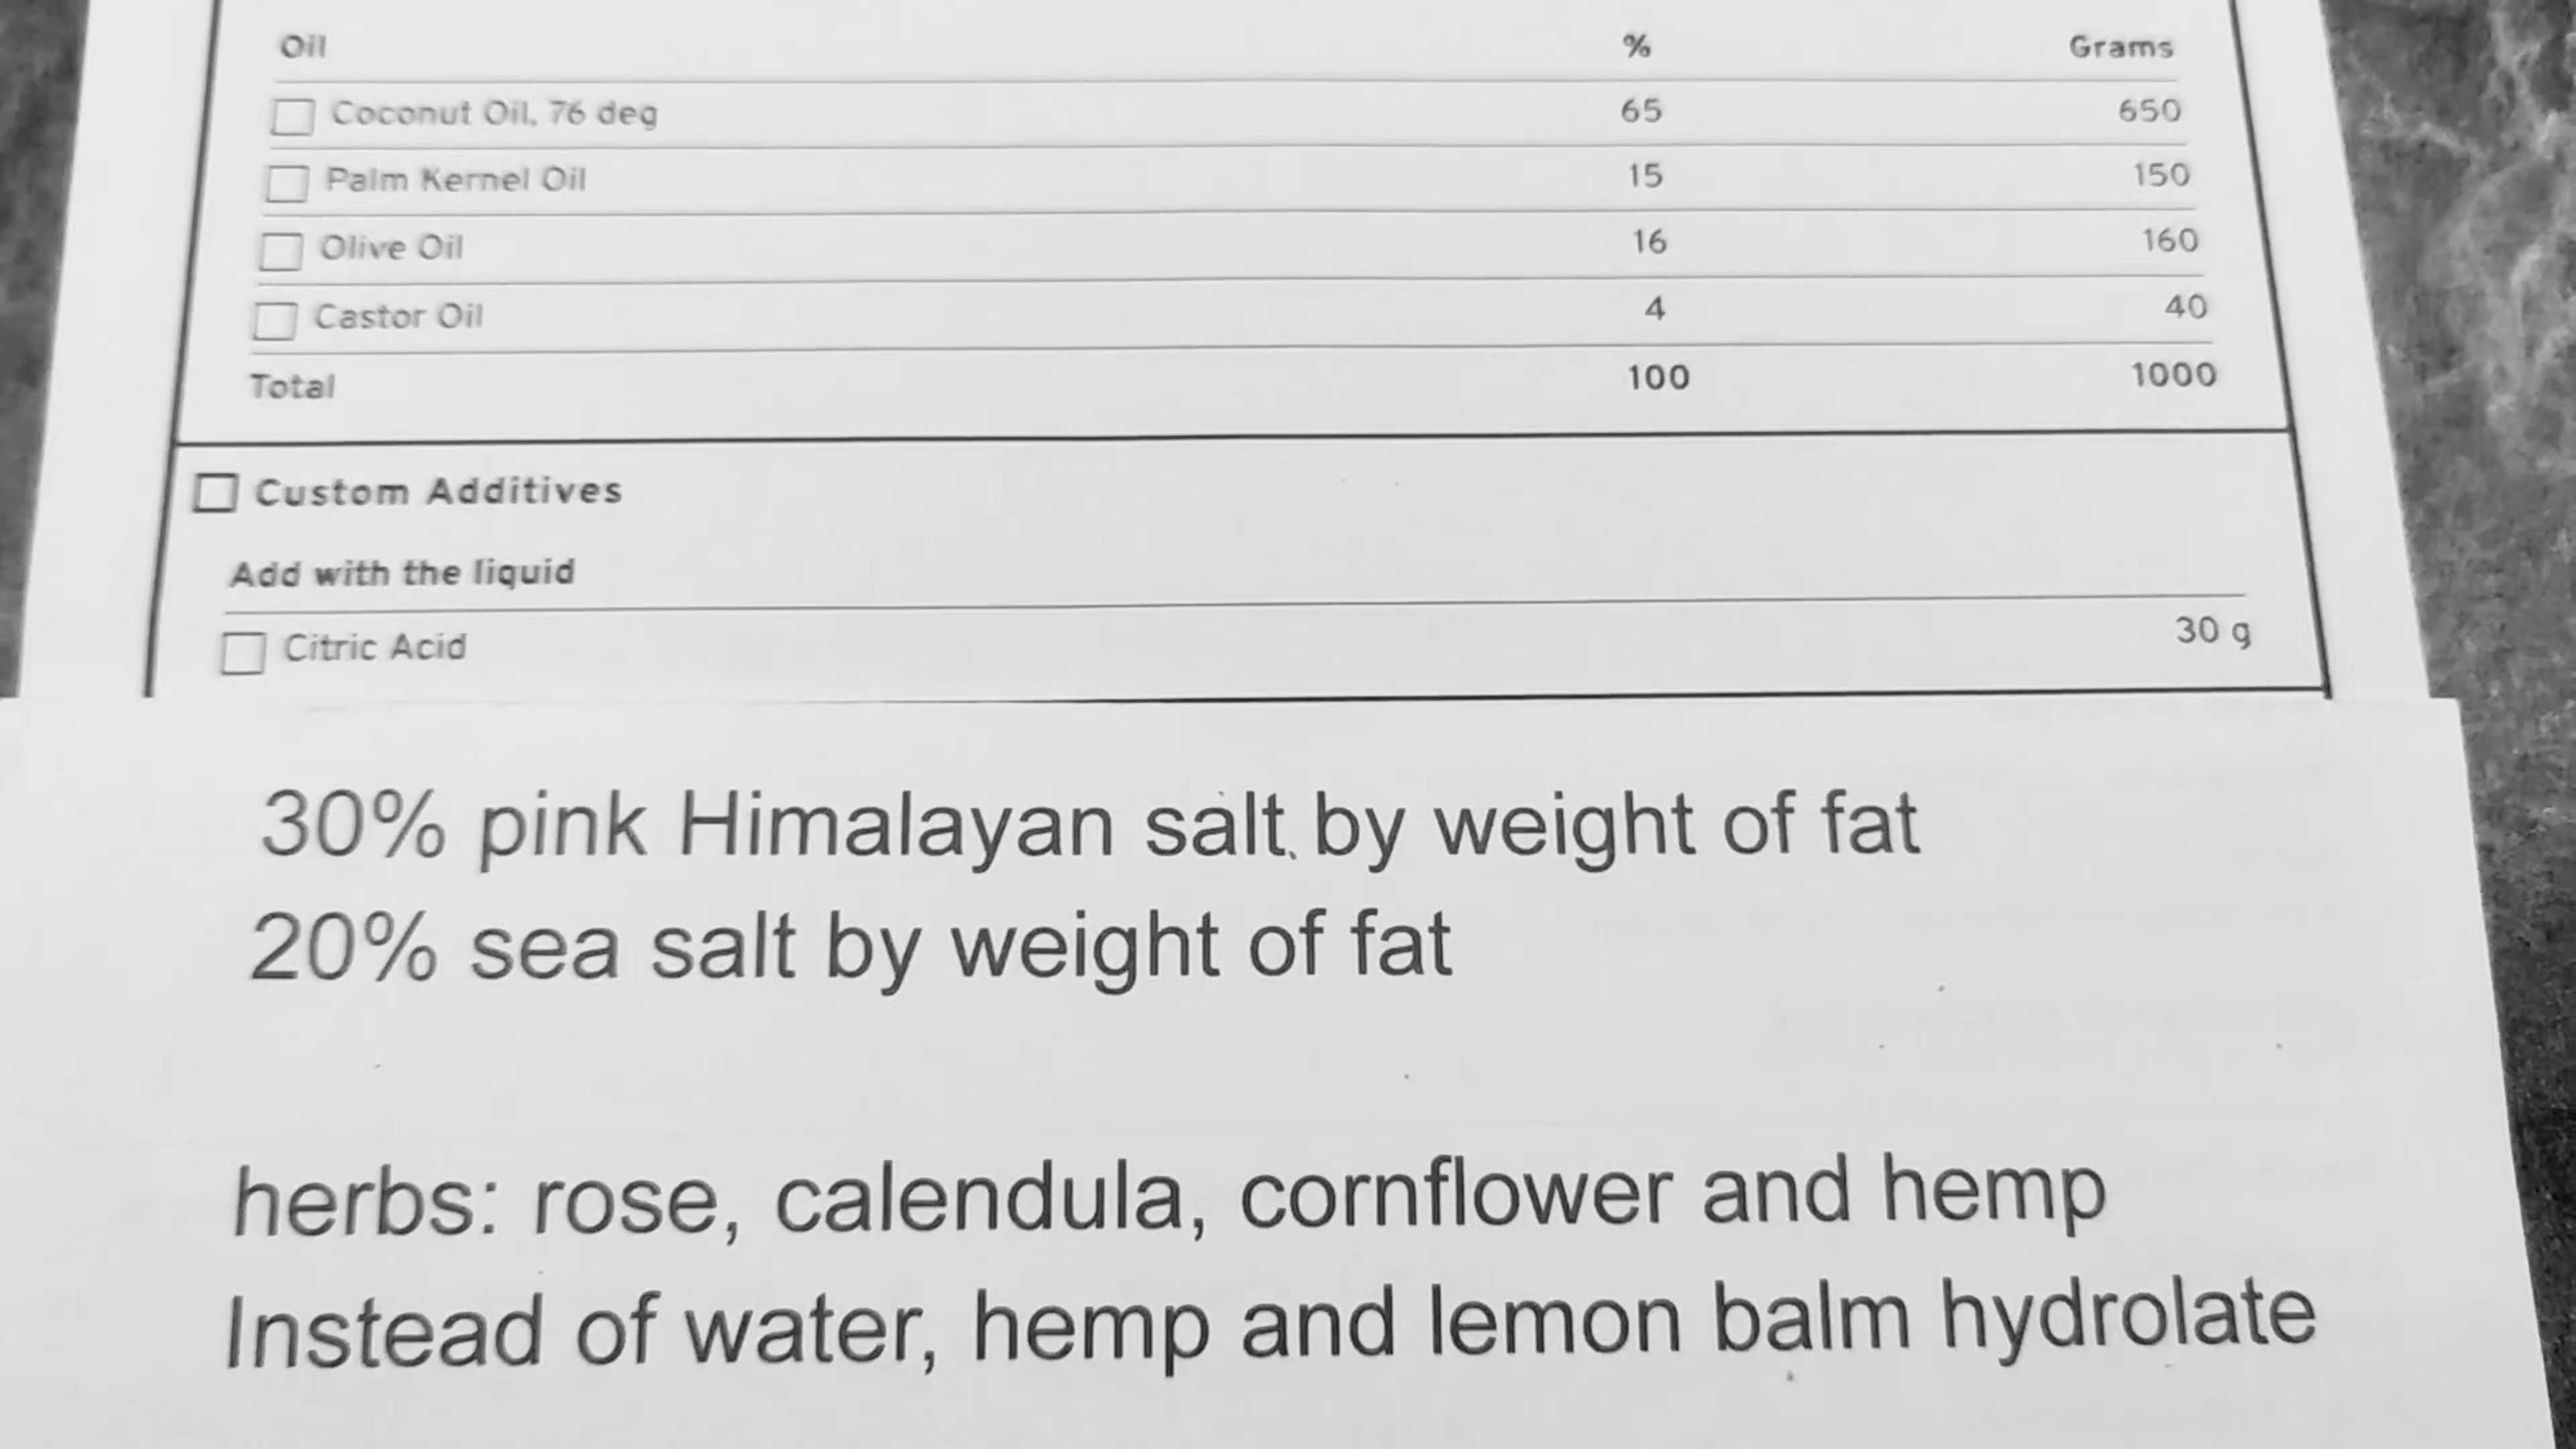 Oil % Grams
Coconut Oil, 76 deg 65 650
Palm Kernel Oil 15 150
Olive Oil 16 160
Castor Oil 4 40
Total 100 1000
Custom Additives
Add with the liquid
Citric Acid 30 g
30% pink Himalayan salt by weight of fat
20% sea salt by weight of fat
herbs: rose, calendula, cornflower and hemp
Instead of water, hemp and lemon balm hydrolate